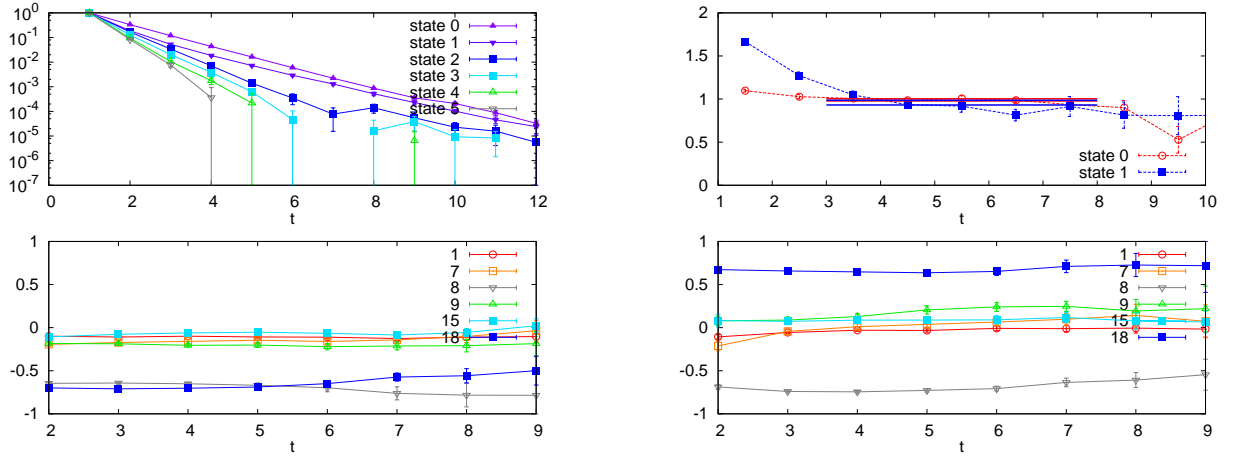 10^0
10^-1
10^-2
10^-3
10^-4
10^-5
10^-6
10^-7
0 2 4 6 8 10 12
t
state 0
state 1
state 2
state 3
state 4
state 5
2
1.5
1
0.5
0
1 2 3 4 5 6 7 8 9 10
t
state 0
state 1
1
0.5
0
-0.5
-1
2 3 4 5 6 7 8 9
t
1
7
8
9
15
18
1
0.5
0
-0.5
-1
2 3 4 5 6 7 8 9
t
1
7
8
9
15
18